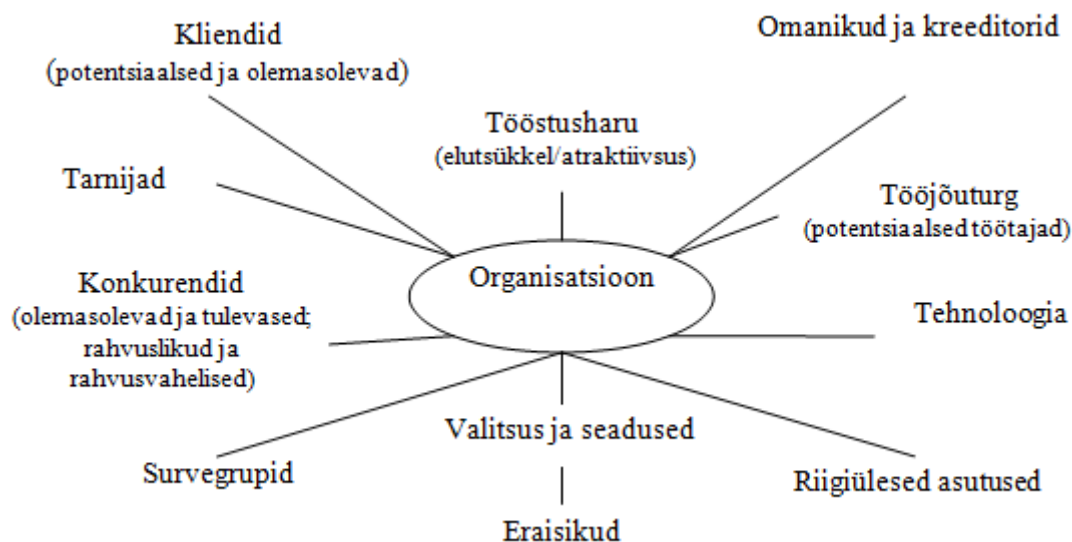 Kliendid
(potentsiaalsed ja olemasolevad)
Omanikud ja kreeditorid
Tööstusharu
(elutsükkel/atraktiivsus)
Tarnijad
Tööjõuturg
(potentsiaalsed töötajad)
Organisatsioon
Konkurendid
(olemasolevad ja tulevased;
rahvuslikud ja
rahvusvahelised)
Tehnoloogia
Valitsus ja seadused
Survegrupid
Riigiülesed asutused
Eraisikud